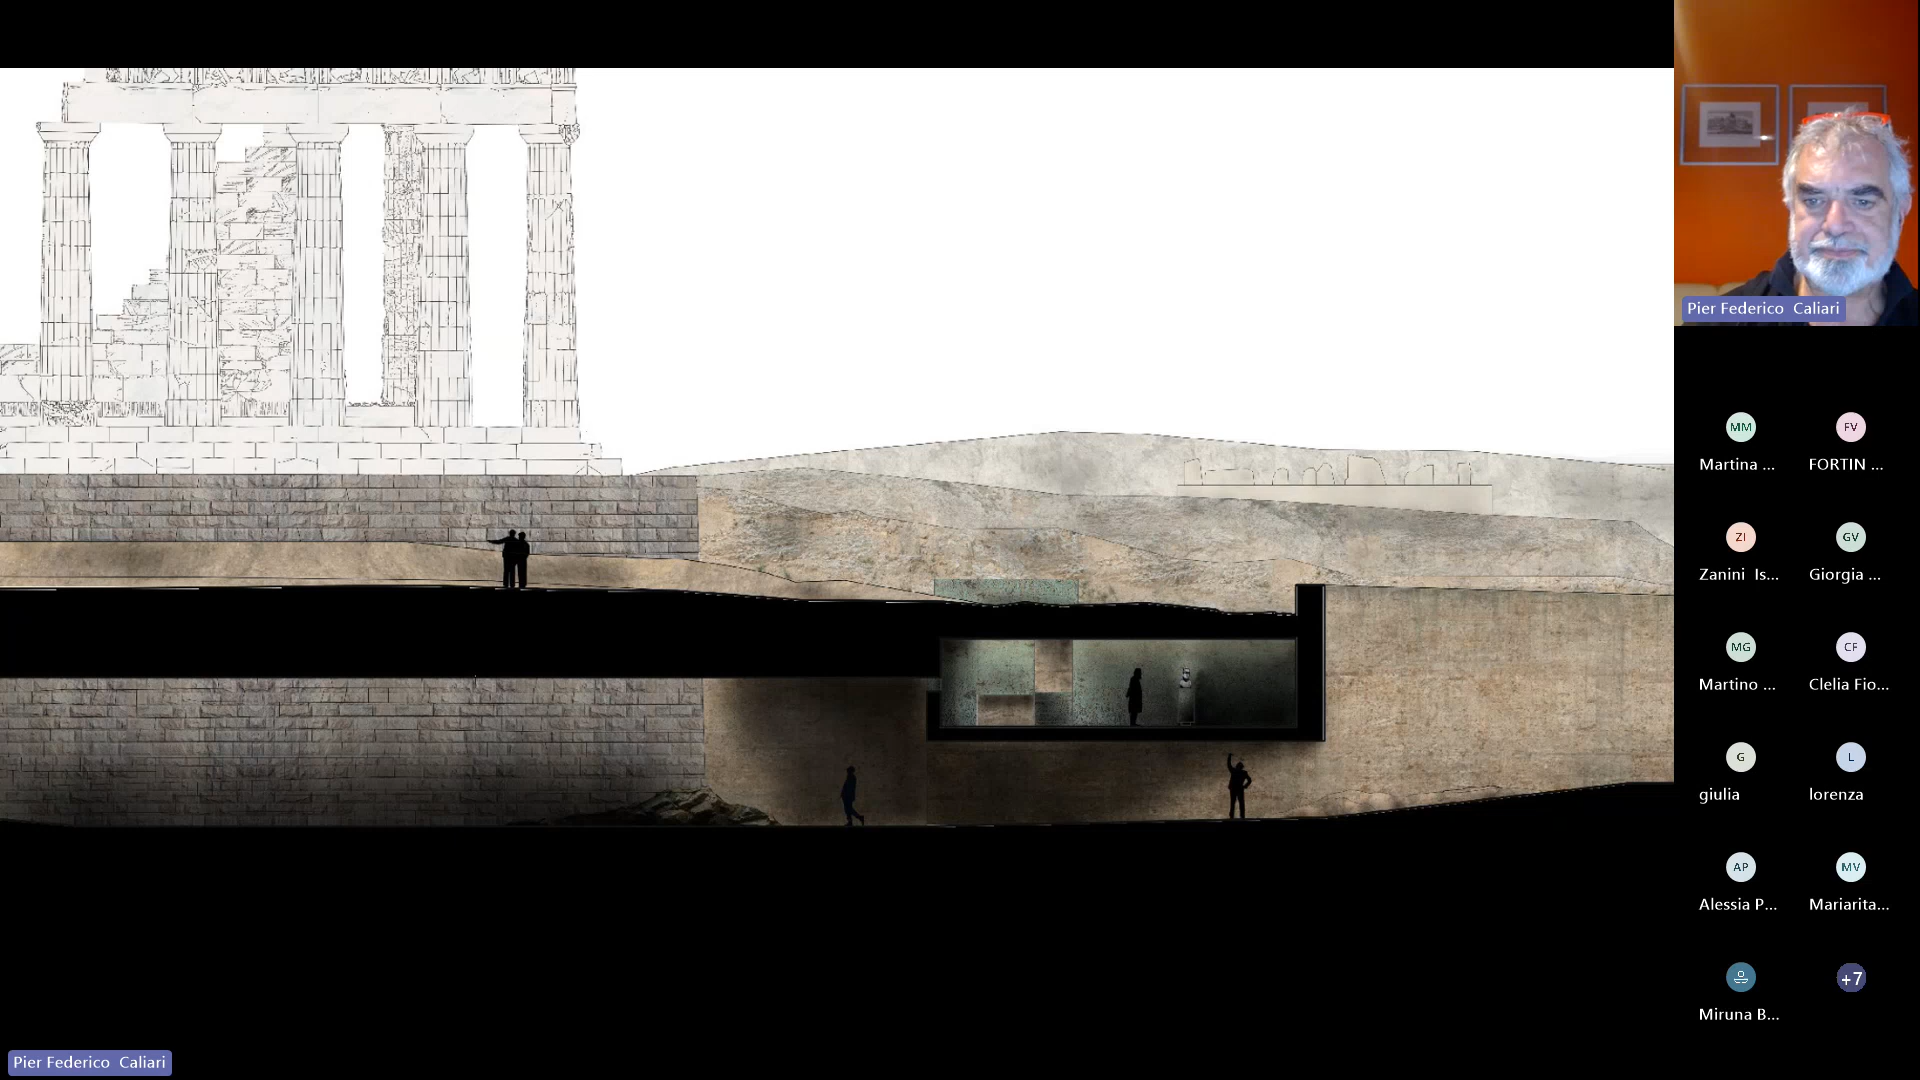 Pier Federico Caliari
MM
FV
Martina ...
FORTIN ...
ZI
GV
Zanini Is...
Giorgia ...
MG
CF
Martino ...
Clelia Fio...
G
L
giulia
lorenza
AP
MV
Alessia P...
Mariarita...
+7
Miruna B...
Pier Federico Caliari